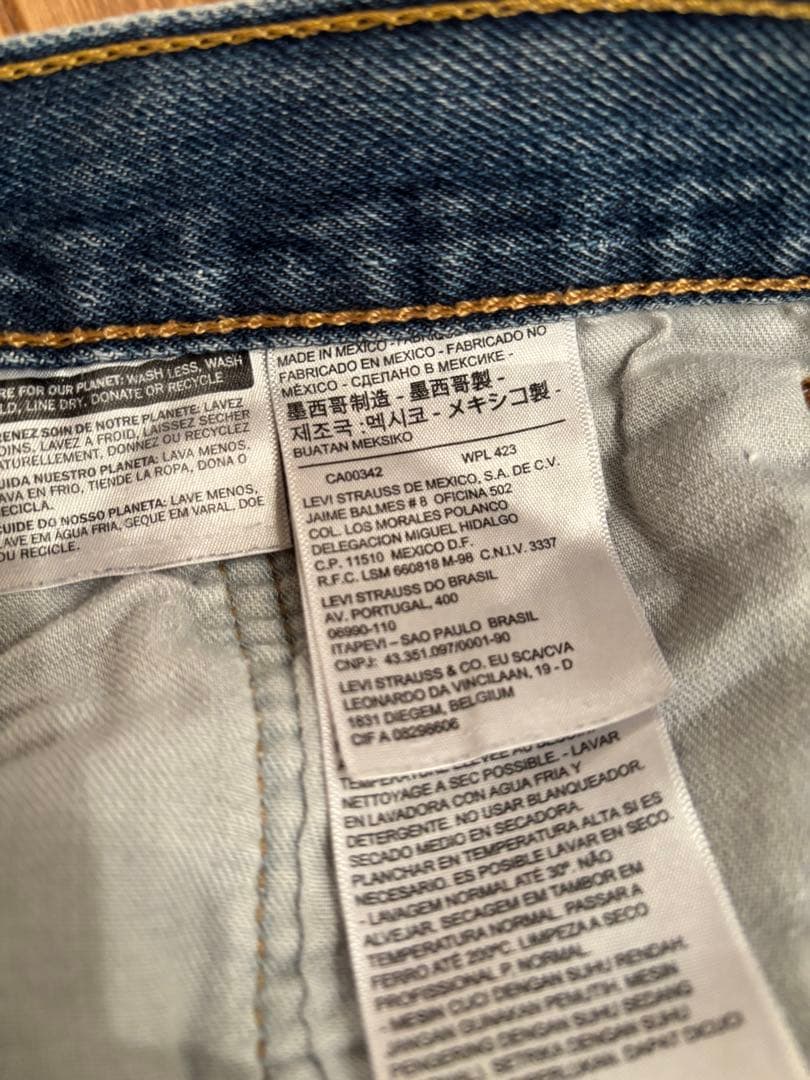 RE FOR OUR PLANET: WASH LESS, WASH
LD, LINE DRY, DONATE OR RECYCLE
RENEZ SOIN DE NOTRE PLANETE: LAVEZ
OINS, LAVEZ A FROID, LAISSEZ SECHER
ATURELLEMENT, DONNEZ OU RECYCLEZ
UIDA NUESTRO PLANETA: LAVA MENOS,
AVA EN FRIO, TIENDE LA ROPA, DONA O
ECICLA.
UIDE DO NOSSO PLANETA: LAVE MENOS,
LAVE EM ÁGUA FRIA, SEQUE EM VARAL, DOE
OU RECICLE.
MADE IN MEXICO -
FABRICADO EN MEXICO - FABRICADO NO
MÉXICO - СДЕЛАНО В МЕКСИКЕ -
墨西哥制造 - 墨西哥製 -
제조국 :멕시코 - メキシコ製 -
BUATAN MEKSIKO
CA00342 WPL 423
LEVI STRAUSS DE MEXICO, S.A. DE C.V.
JAIME BALMES # 8 OFICINA 502
COL. LOS MORALES POLANCO
DELEGACION MIGUEL HIDALGO
C.P. 11510 MEXICO D.F.
R.F.C. LSM 660818 M-98 C.N.I.V. 3337
LEVI STRAUSS DO BRASIL
AV. PORTUGAL, 400
06690-110
ITAPEVI – SAO PAULO BRASIL
CNPJ: 43.351.097/0001-90
LEVI STRAUSS & CO. EU SCA/CVA
LEONARDO DA VINCILAAN, 19 - D
1831 DIEGEM, BELGIUM
CIF A 08298606
NETTOYAGE A SEC POSSIBLE. - LAVAR
EN LAVADORA CON AGUA FRIA Y
DETERGENTE. NO USAR BLANQUEADOR.
SECADO MEDIO EN SECADORA.
PLANCHAR EN TEMPERATURA ALTA SI ES
NECESARIO. ES POSIBLE LAVAR EN SECO.
- LAVAGEM NORMAL ATÉ 30º NÃO
ALVEJAR. SECAGEM EM TAMBOR EM
TEMPERATURA NORMAL. PASSAR A
FERRO ATÉ 200ºC. LIMPEZA A SECO
PROFISSIONAL P. NORMAL.
- MESIN CUCI DENGAN SUHU RENDAH.
JANGAN GUNAKAN PEMUTIH. MESIN
PENGERING DENGAN SUHU SEDANG
SETRIKA DENGAN SUHU
DAPAT DICUCI